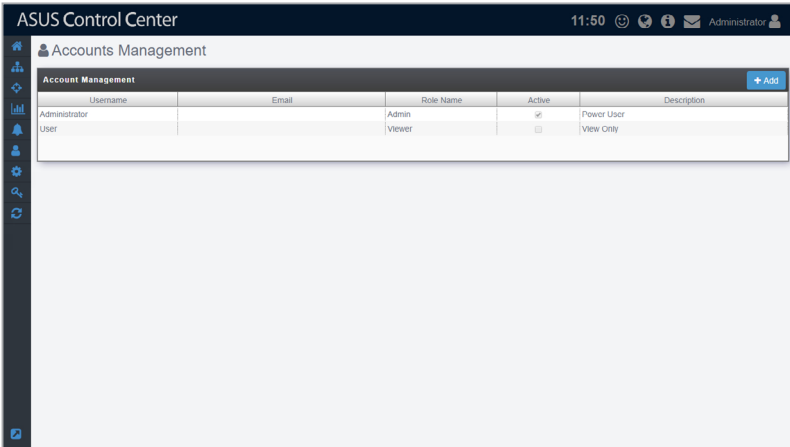 ASUS Control Center
11:50 Administrator
Accounts Management
Account Management + Add
Username Email Role Name Active Description
Administrator Admin Power User
User Viewer View Only